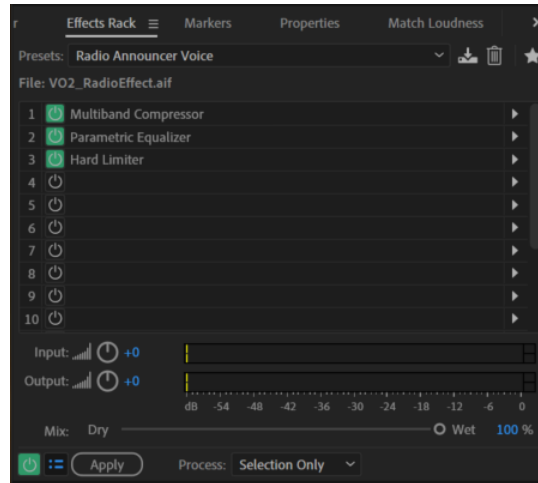 r Effects Rack Markers Properties Match Loudness
Presets: Radio Announcer Voice
File: VO2_RadioEffect.aif
1 Multiband Compressor
2 Parametric Equalizer
3 Hard Limiter
4
5
6
7
8
9
10
Input: +0
Output: +0
dB -54 -48 -42 -36 -30 -24 -18 -12 -6 0
Mix: Dry Wet 100 %
Apply Process: Selection Only